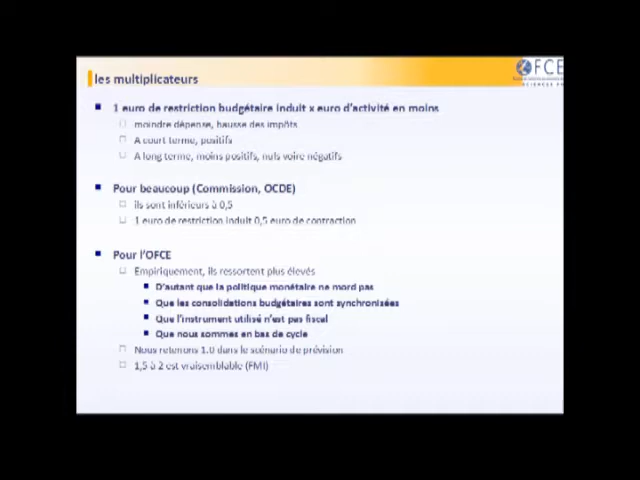 les multiplicateurs
OFCE
SCIENCES PO
1 euro de restriction budgétaire induit x euro d'activité en moins
moindre dépense, hausse des impôts
A court terme, positifs
A long terme, moins positifs, nuls voire négatifs
Pour beaucoup (Commission, OCDE)
ils sont inférieurs à 0,5
1 euro de restriction induit 0,5 euro de contraction
Pour l'OFCE
Empiriquement, ils ressortent plus élevés
D'autant que la politique monétaire ne mord pas
Que les consolidations budgétaires sont synchronisées
Que l'instrument utilisé n'est pas fiscal
Que nous sommes en bas de cycle
Nous retenons 1.0 dans le scénario de prévision
1,5 à 2 est vraisemblable (FMI)